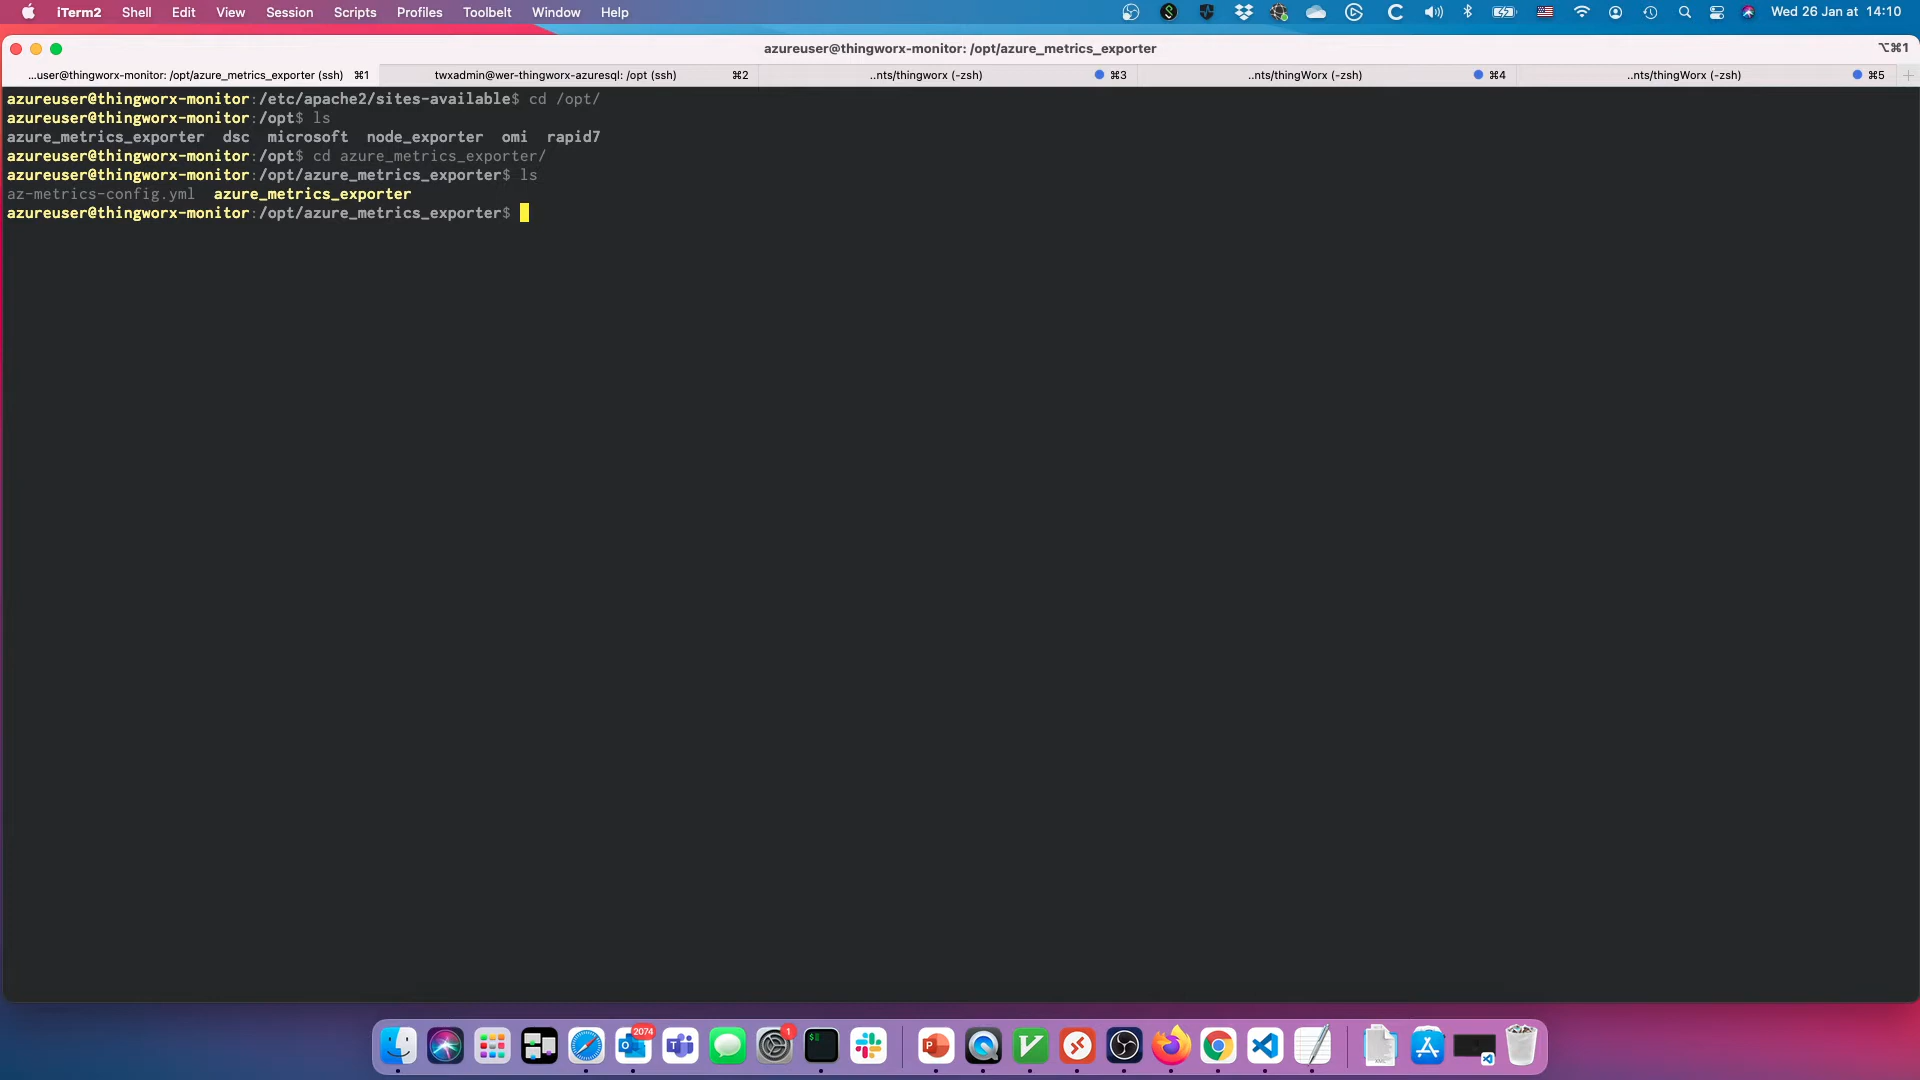 iTerm2 Shell Edit View Session Scripts Profiles Toolbelt Window Help Wed 26 Jan at 14:10
azureuser@thingworx-monitor: /opt/azure_metrics_exporter ⌥⌘1
...user@thingworx-monitor: /opt/azure_metrics_exporter (ssh) ⌘1 twxadmin@wer-thingworx-azuresql: /opt (ssh) ⌘2 ..nts/thingworx (-zsh) ⌘3 ..nts/thingWorx (-zsh) ⌘4 ..nts/thingWorx (-zsh) ⌘5
azureuser@thingworx-monitor:/etc/apache2/sites-available$ cd /opt/
azureuser@thingworx-monitor:/opt$ ls
azure_metrics_exporter dsc microsoft node_exporter omi rapid7
azureuser@thingworx-monitor:/opt$ cd azure_metrics_exporter/
azureuser@thingworx-monitor:/opt/azure_metrics_exporter$ ls
az-metrics-config.yml azure_metrics_exporter
azureuser@thingworx-monitor:/opt/azure_metrics_exporter$
2074
1